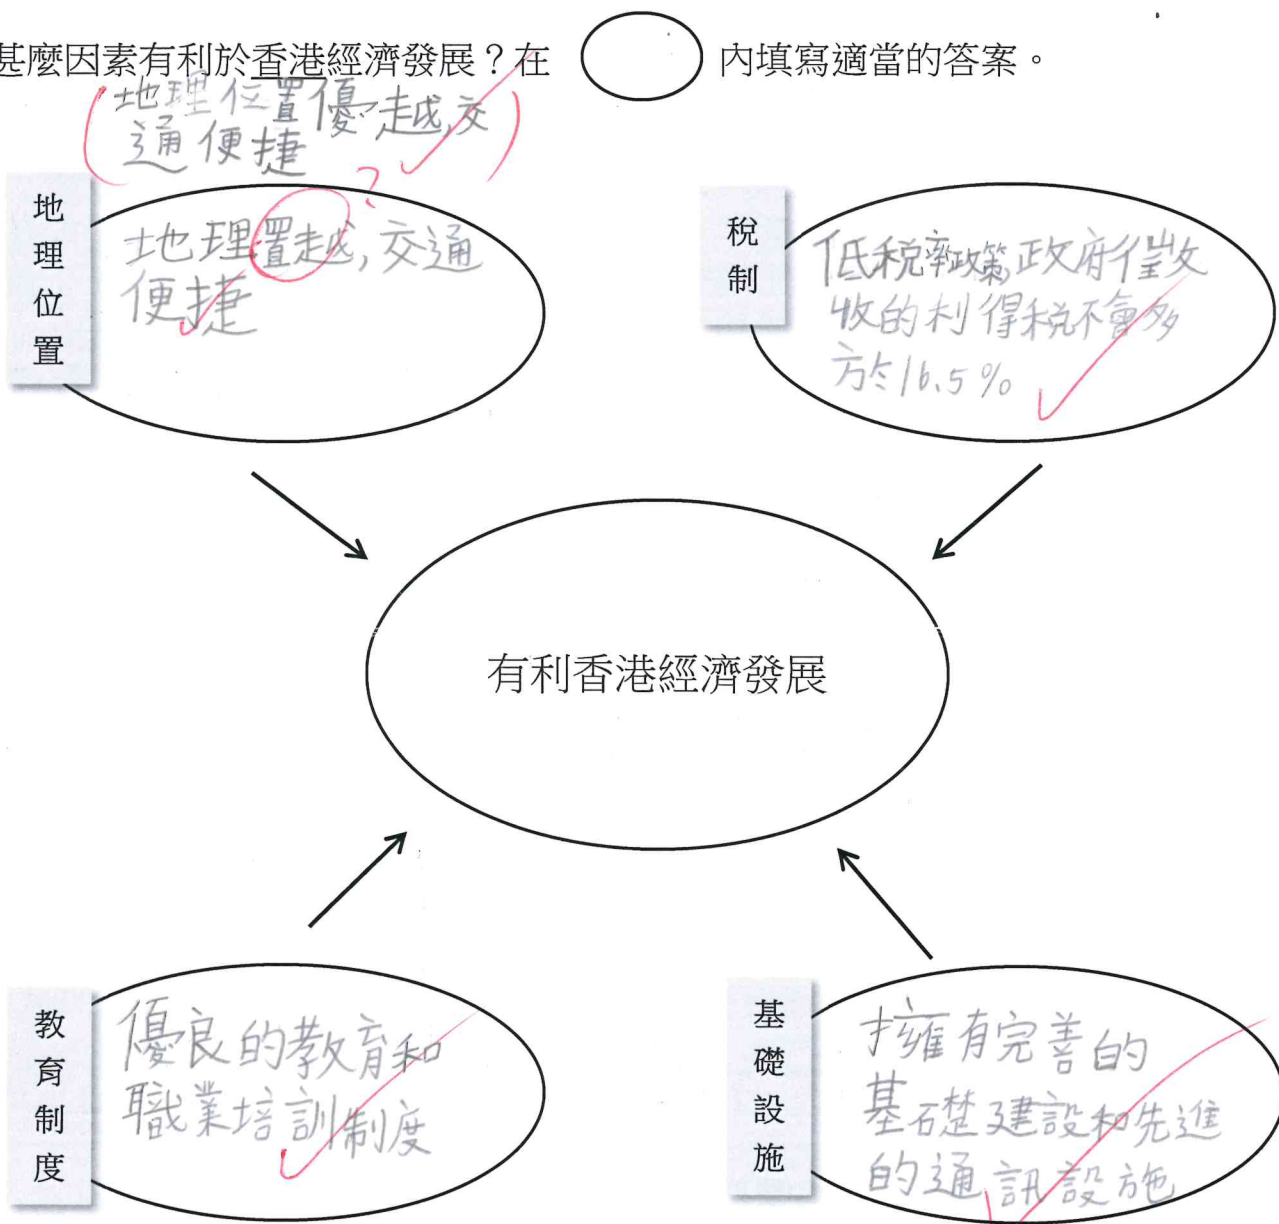 甚麼因素有利於香港經濟發展？在 內填寫適當的答案。
(地理位置優越,交
通便捷)
?
地理位置
地理置越,交通
便捷
稅制
低稅率政策,政府徵收
收的利得稅不會多
於16.5%
有利香港經濟發展
教育制度
優良的教育和
職業培訓制度
基礎設施
擁有完善的
基礎建設和先進
的通訊設施